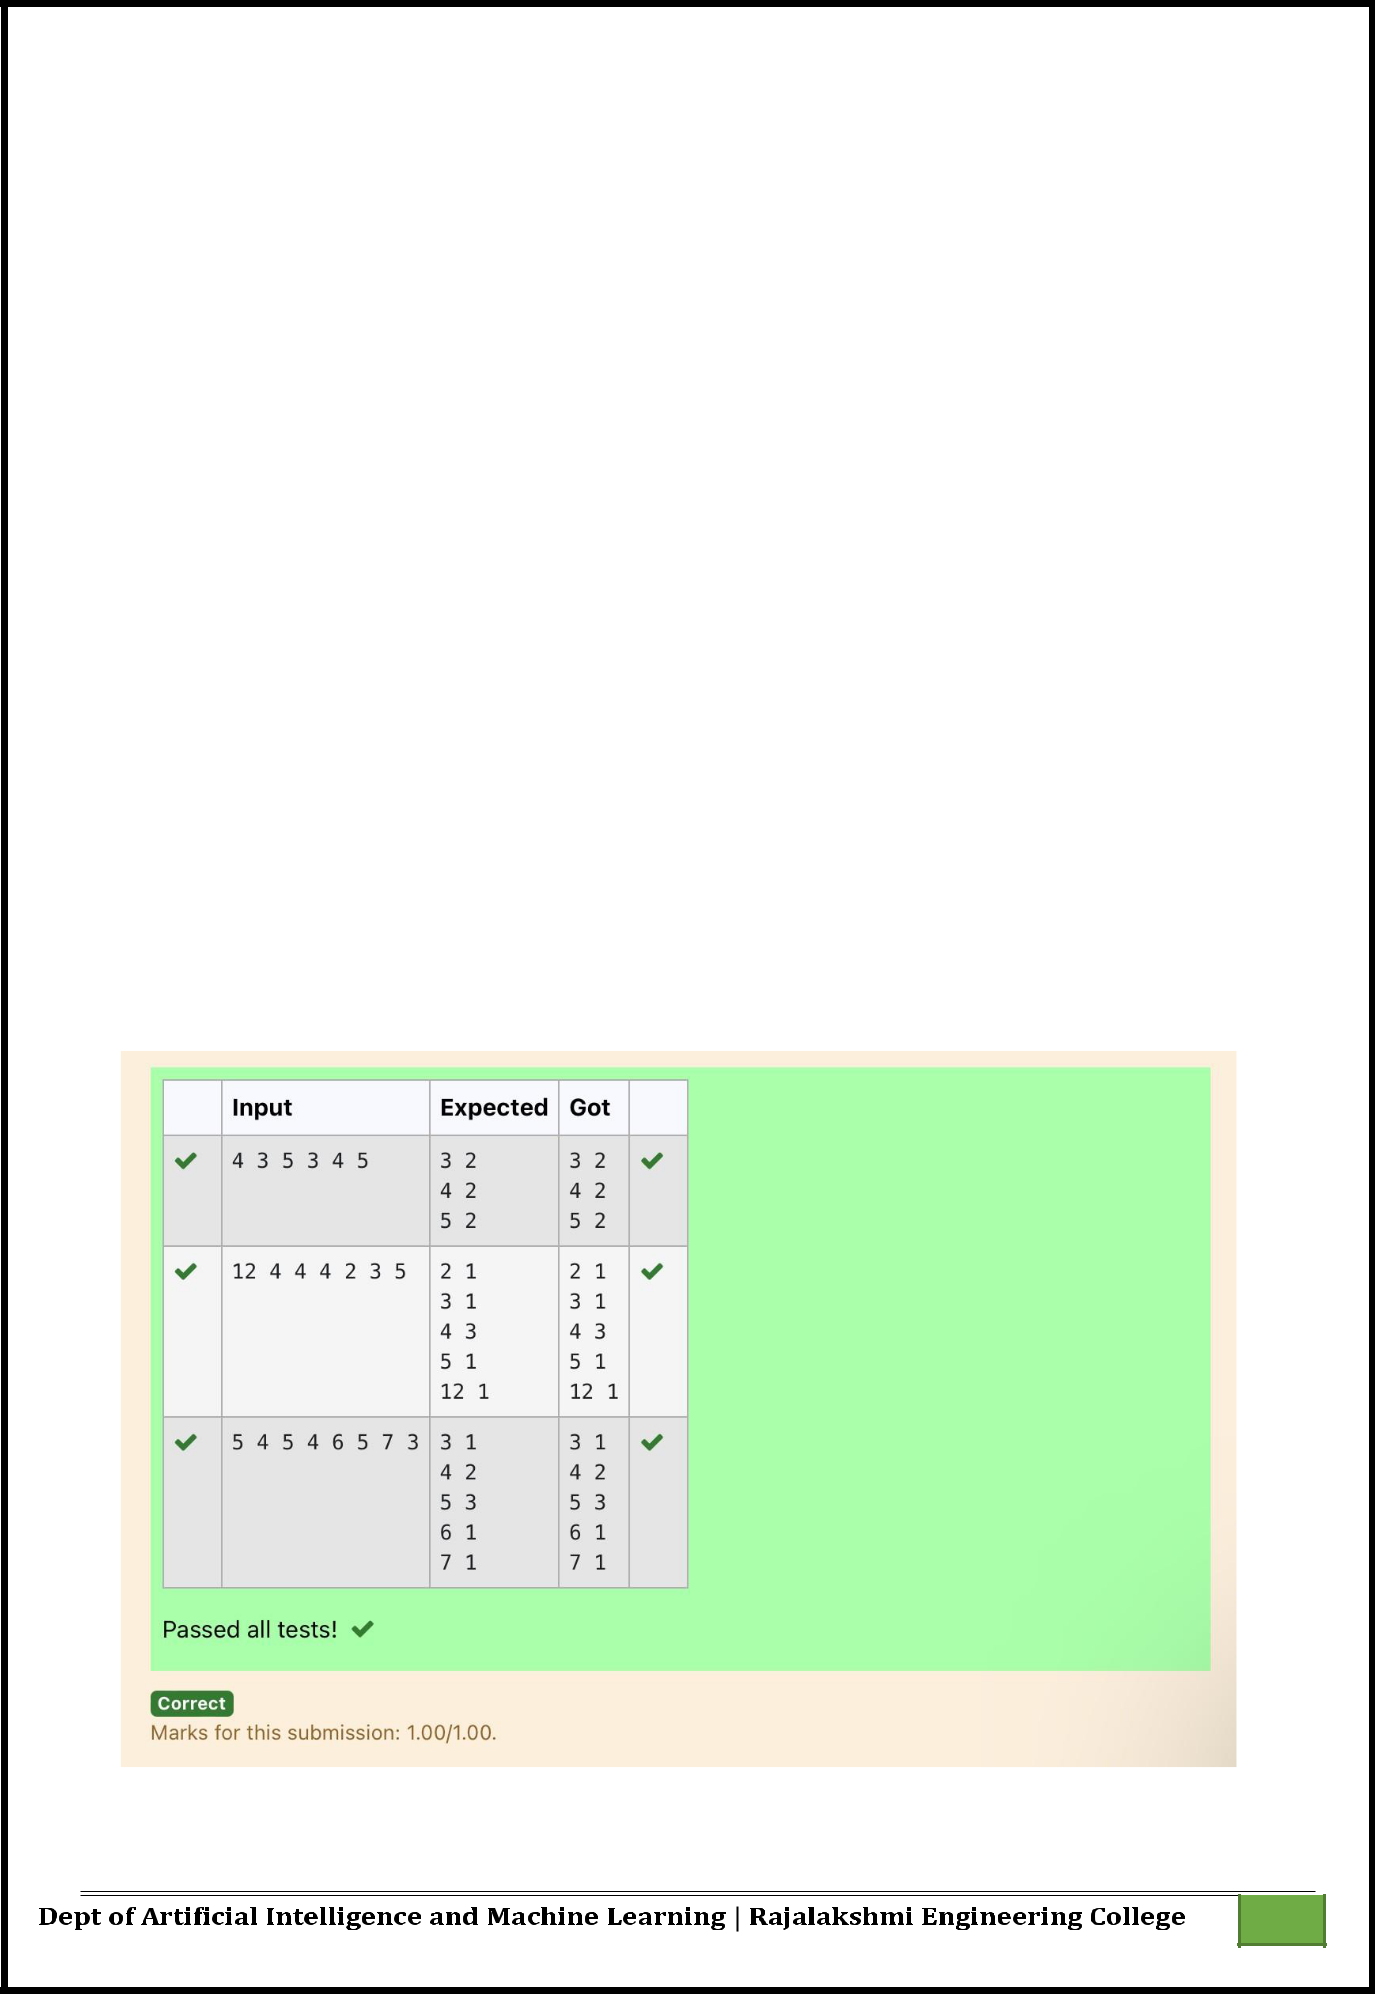 Input Expected Got
4 3 5 3 4 5 3 2 3 2
4 2 4 2
5 2 5 2
12 4 4 4 2 3 5 2 1 2 1
3 1 3 1
4 3 4 3
5 1 5 1
12 1 12 1
5 4 5 4 6 5 7 3 3 1 3 1
4 2 4 2
5 3 5 3
6 1 6 1
7 1 7 1
Passed all tests!
Correct
Marks for this submission: 1.00/1.00.
Dept of Artificial Intelligence and Machine Learning | Rajalakshmi Engineering College